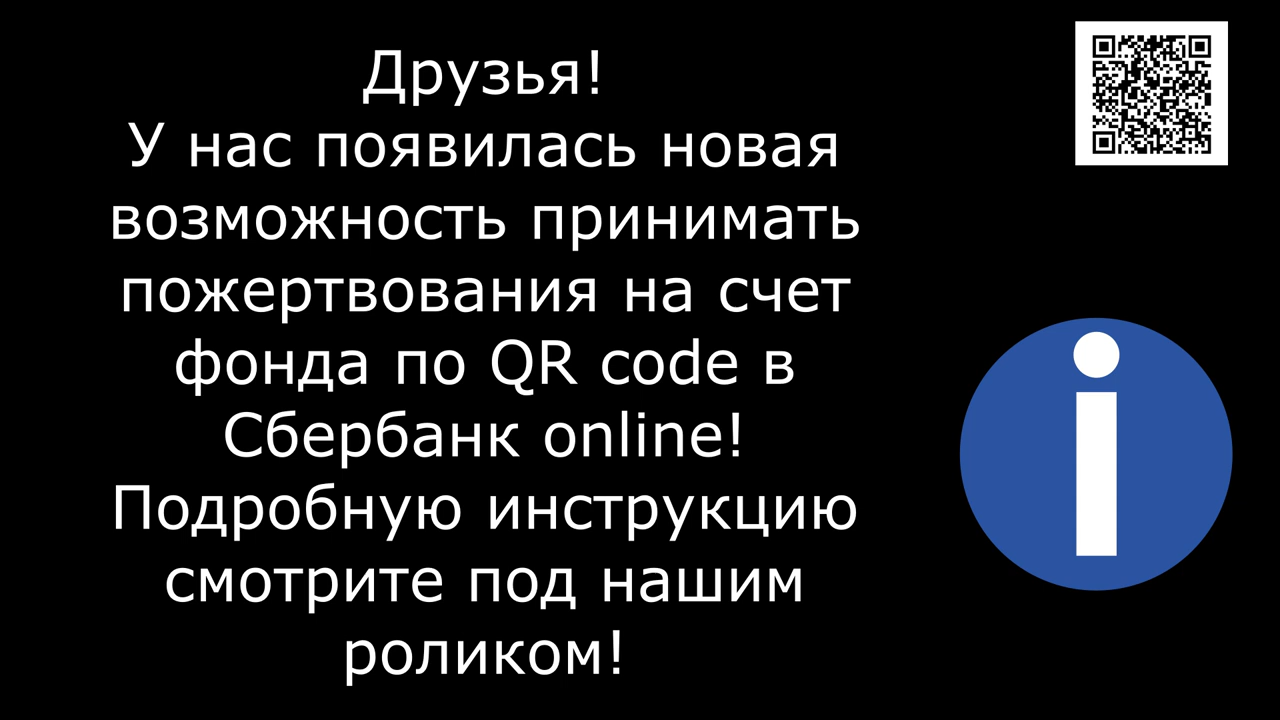 Друзья!
У нас появилась новая
возможность принимать
пожертвования на счет
фонда по QR code в
Сбербанк online!
Подробную инструкцию
смотрите под нашим
роликом!